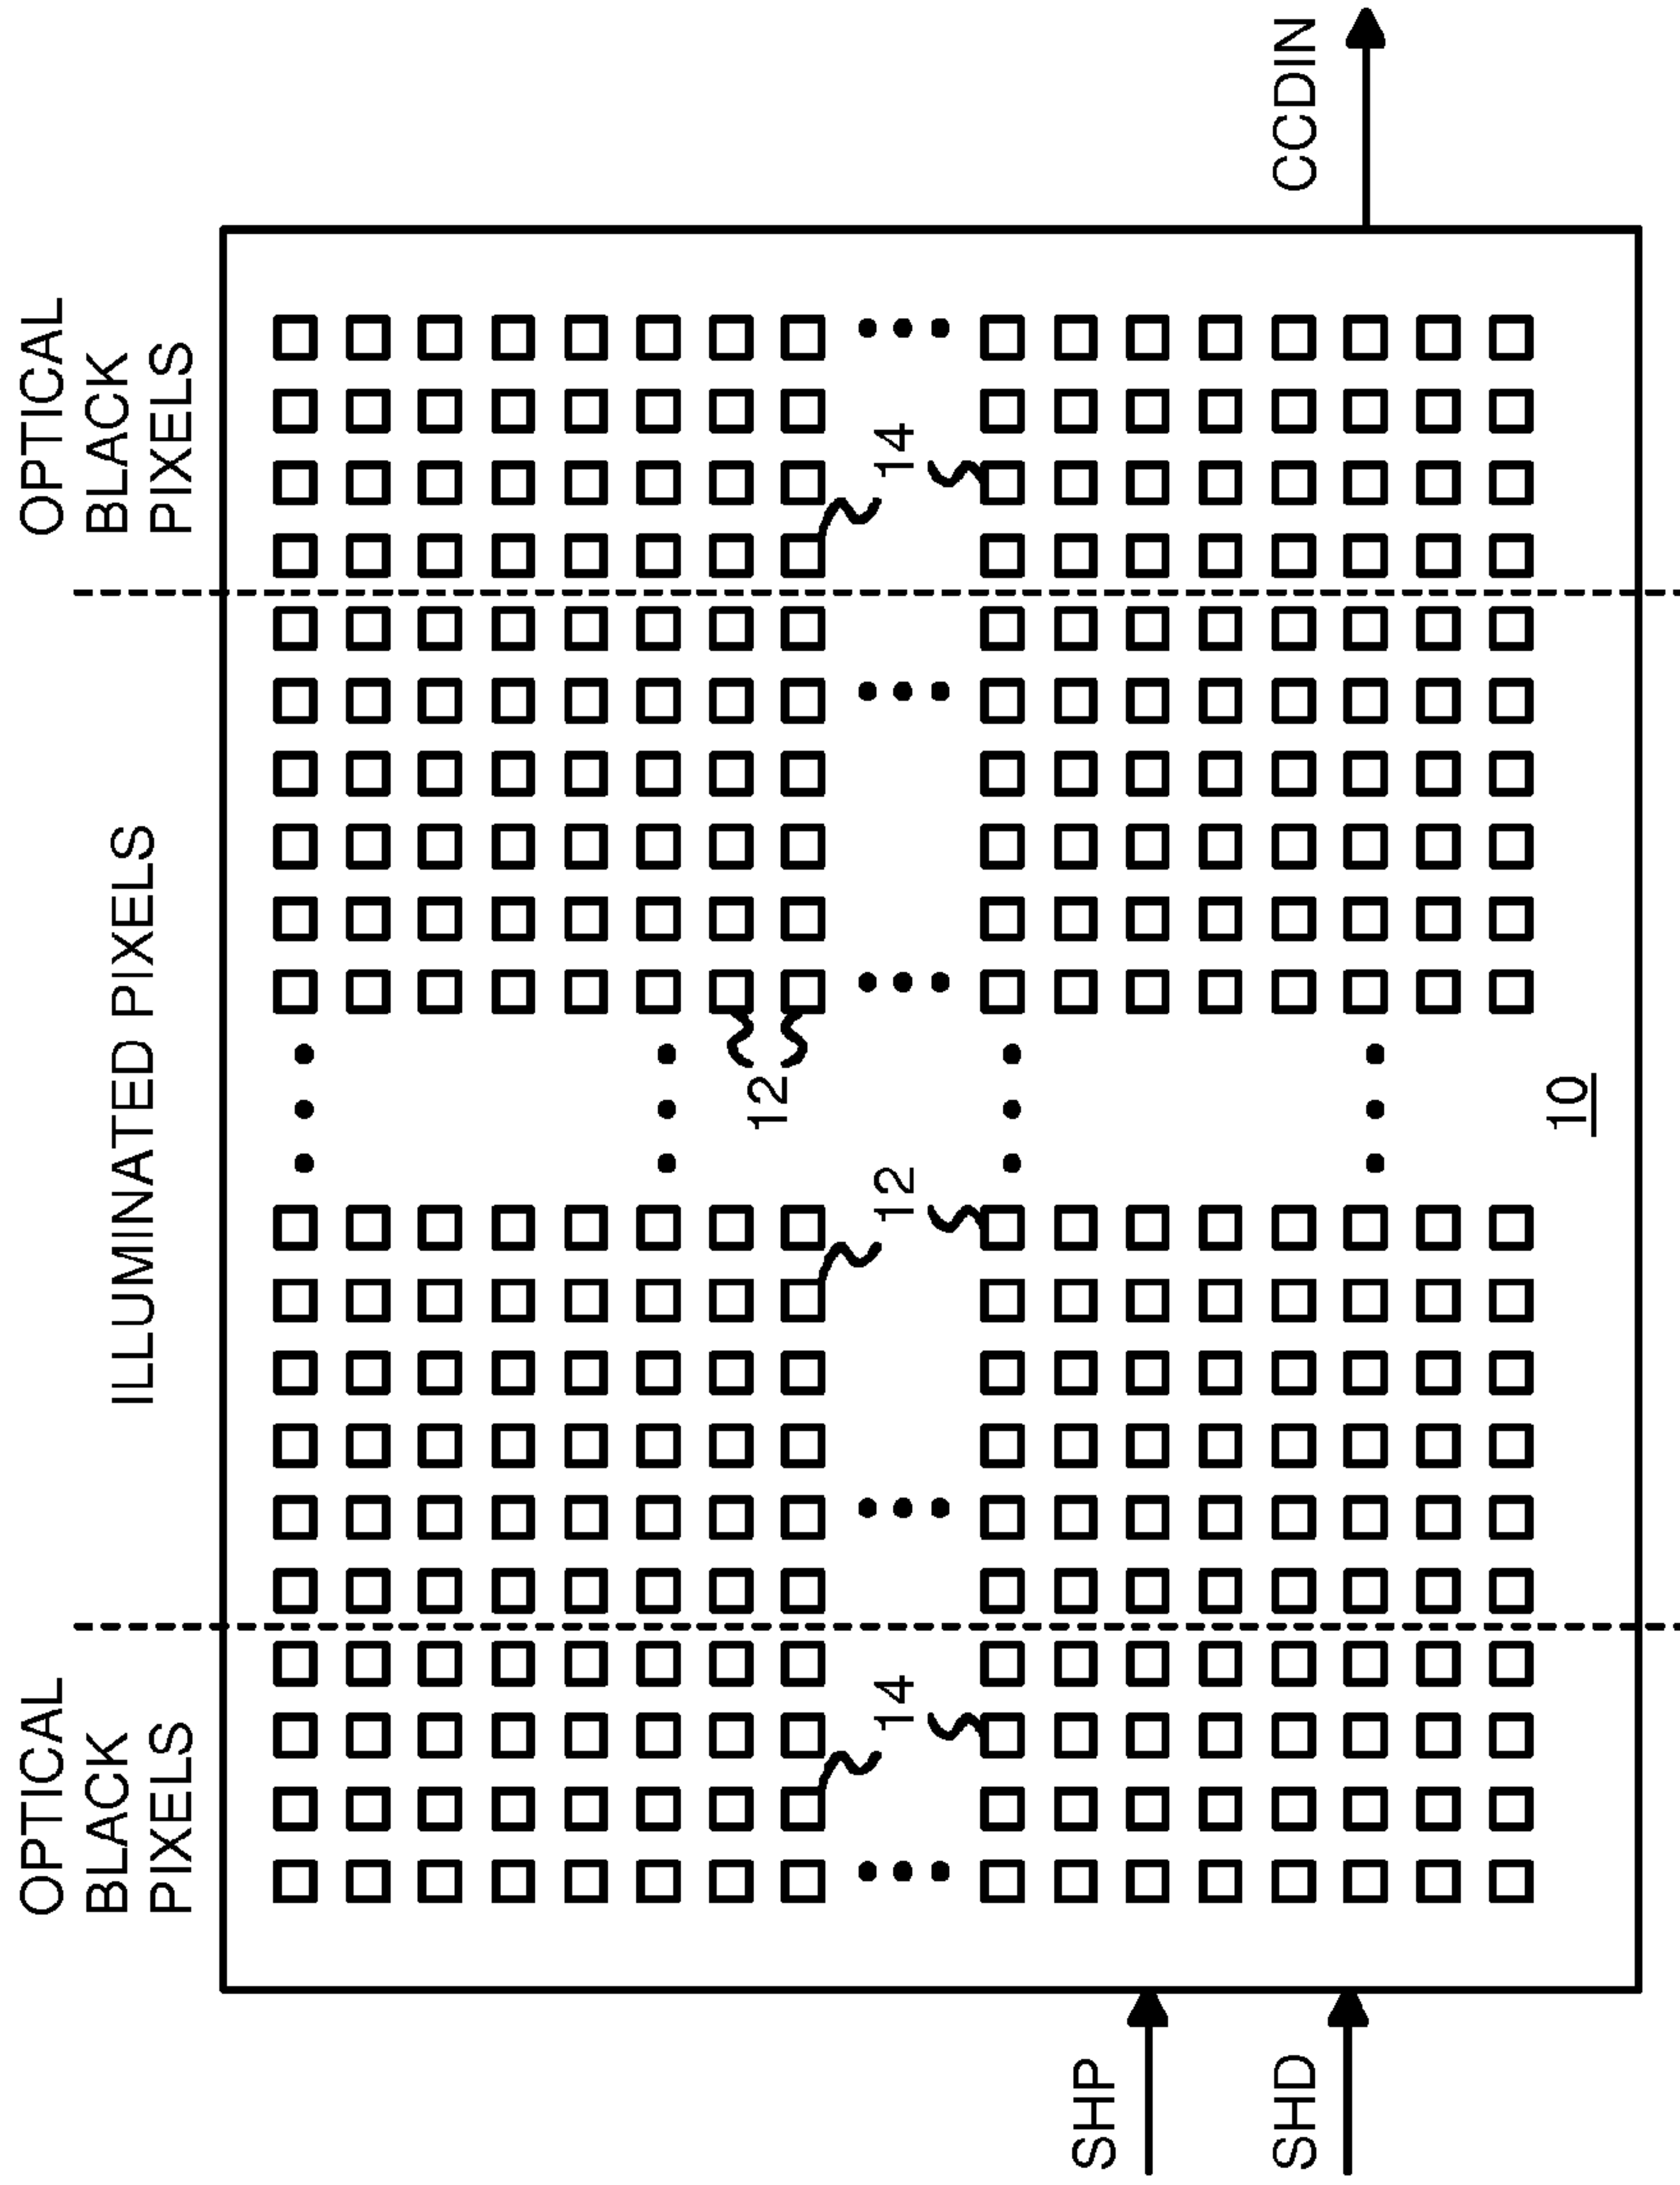 OPTICAL
BLACK
PIXELS
ILLUMINATED PIXELS
OPTICAL
BLACK
PIXELS
12
14
12
14
SHP
SHD
CCDIN
10